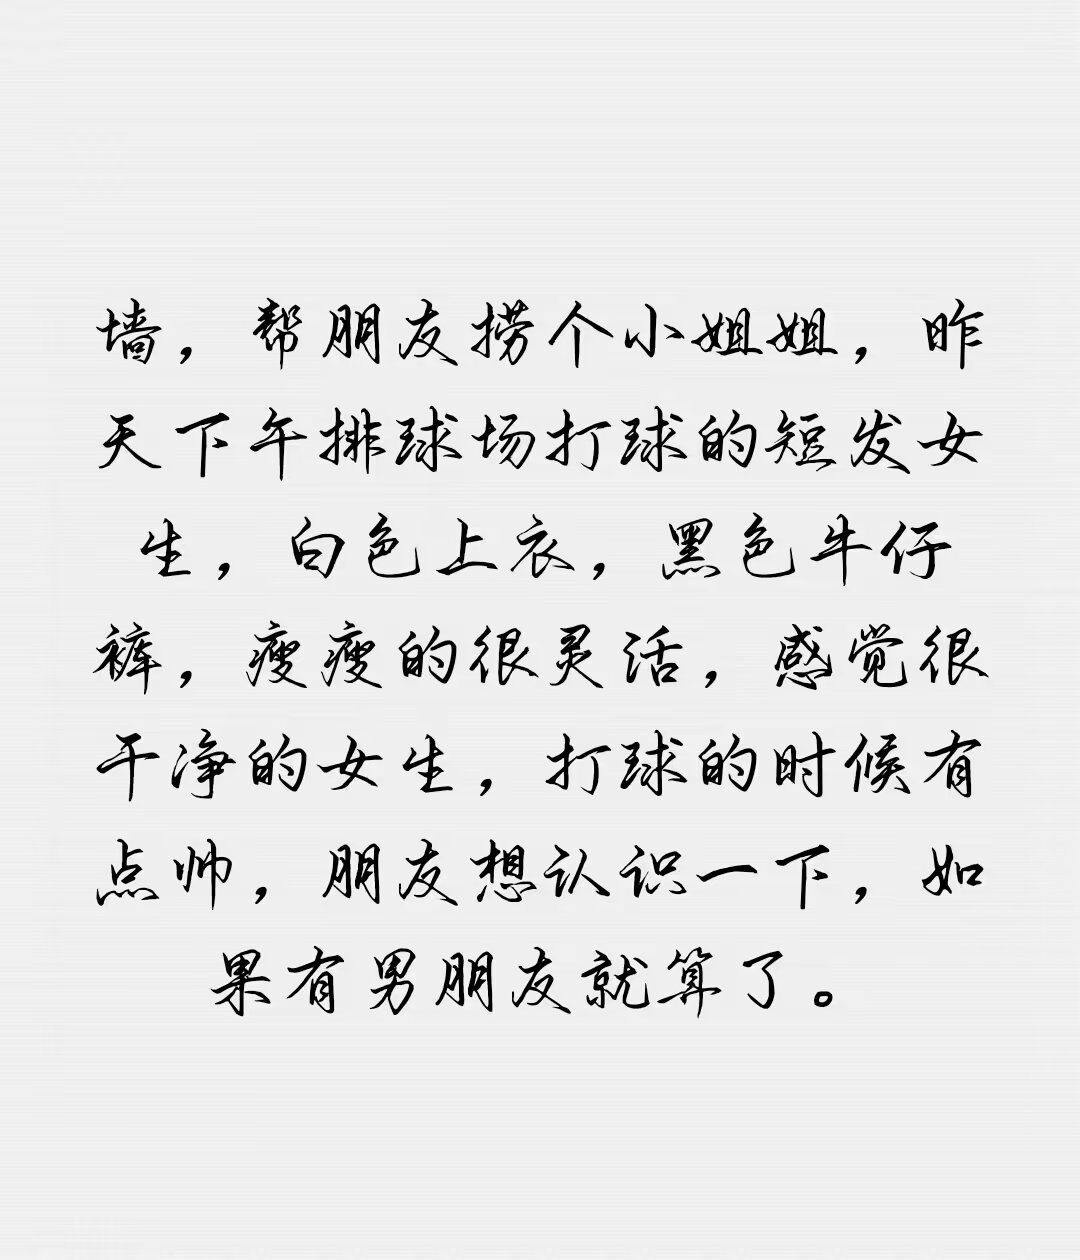 墙，帮朋友捞个小姐姐，昨
天下午排球场打球的短发女
生，白色上衣，黑色牛仔
裤，瘦瘦的很灵活，感觉很
干净的女生，打球的时候有
点帅，朋友想认识一下，如
果有男朋友就算了。